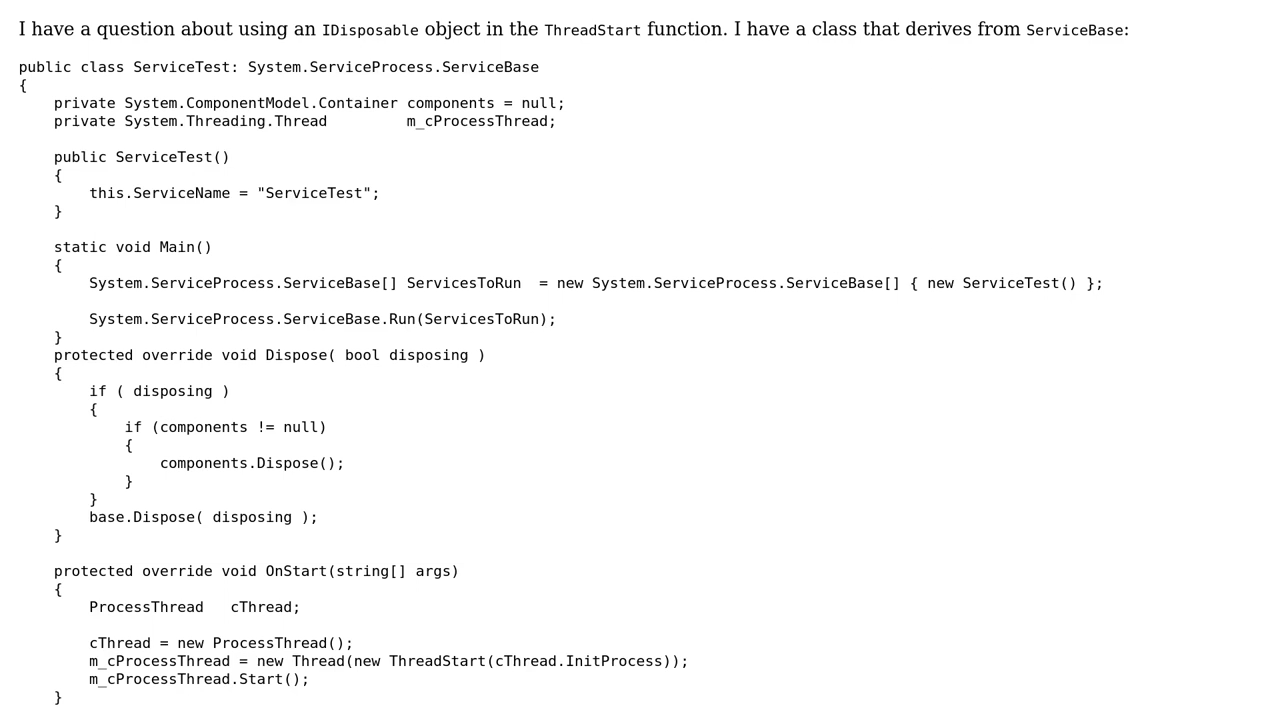 I have a question about using an IDisposable object in the ThreadStart function. I have a class that derives from ServiceBase:
public class ServiceTest: System.ServiceProcess.ServiceBase
{
    private System.ComponentModel.Container components = null;
    private System.Threading.Thread         m_cProcessThread;

    public ServiceTest()
    {
        this.ServiceName = "ServiceTest";
    }

    static void Main()
    {
        System.ServiceProcess.ServiceBase[] ServicesToRun  = new System.ServiceProcess.ServiceBase[] { new ServiceTest() };

        System.ServiceProcess.ServiceBase.Run(ServicesToRun);
    }
    protected override void Dispose( bool disposing )
    {
        if ( disposing )
        {
            if (components != null)
            {
                components.Dispose();
            }
        }
        base.Dispose( disposing );
    }

    protected override void OnStart(string[] args)
    {
        ProcessThread   cThread;

        cThread = new ProcessThread();
        m_cProcessThread = new Thread(new ThreadStart(cThread.InitProcess));
        m_cProcessThread.Start();
    }